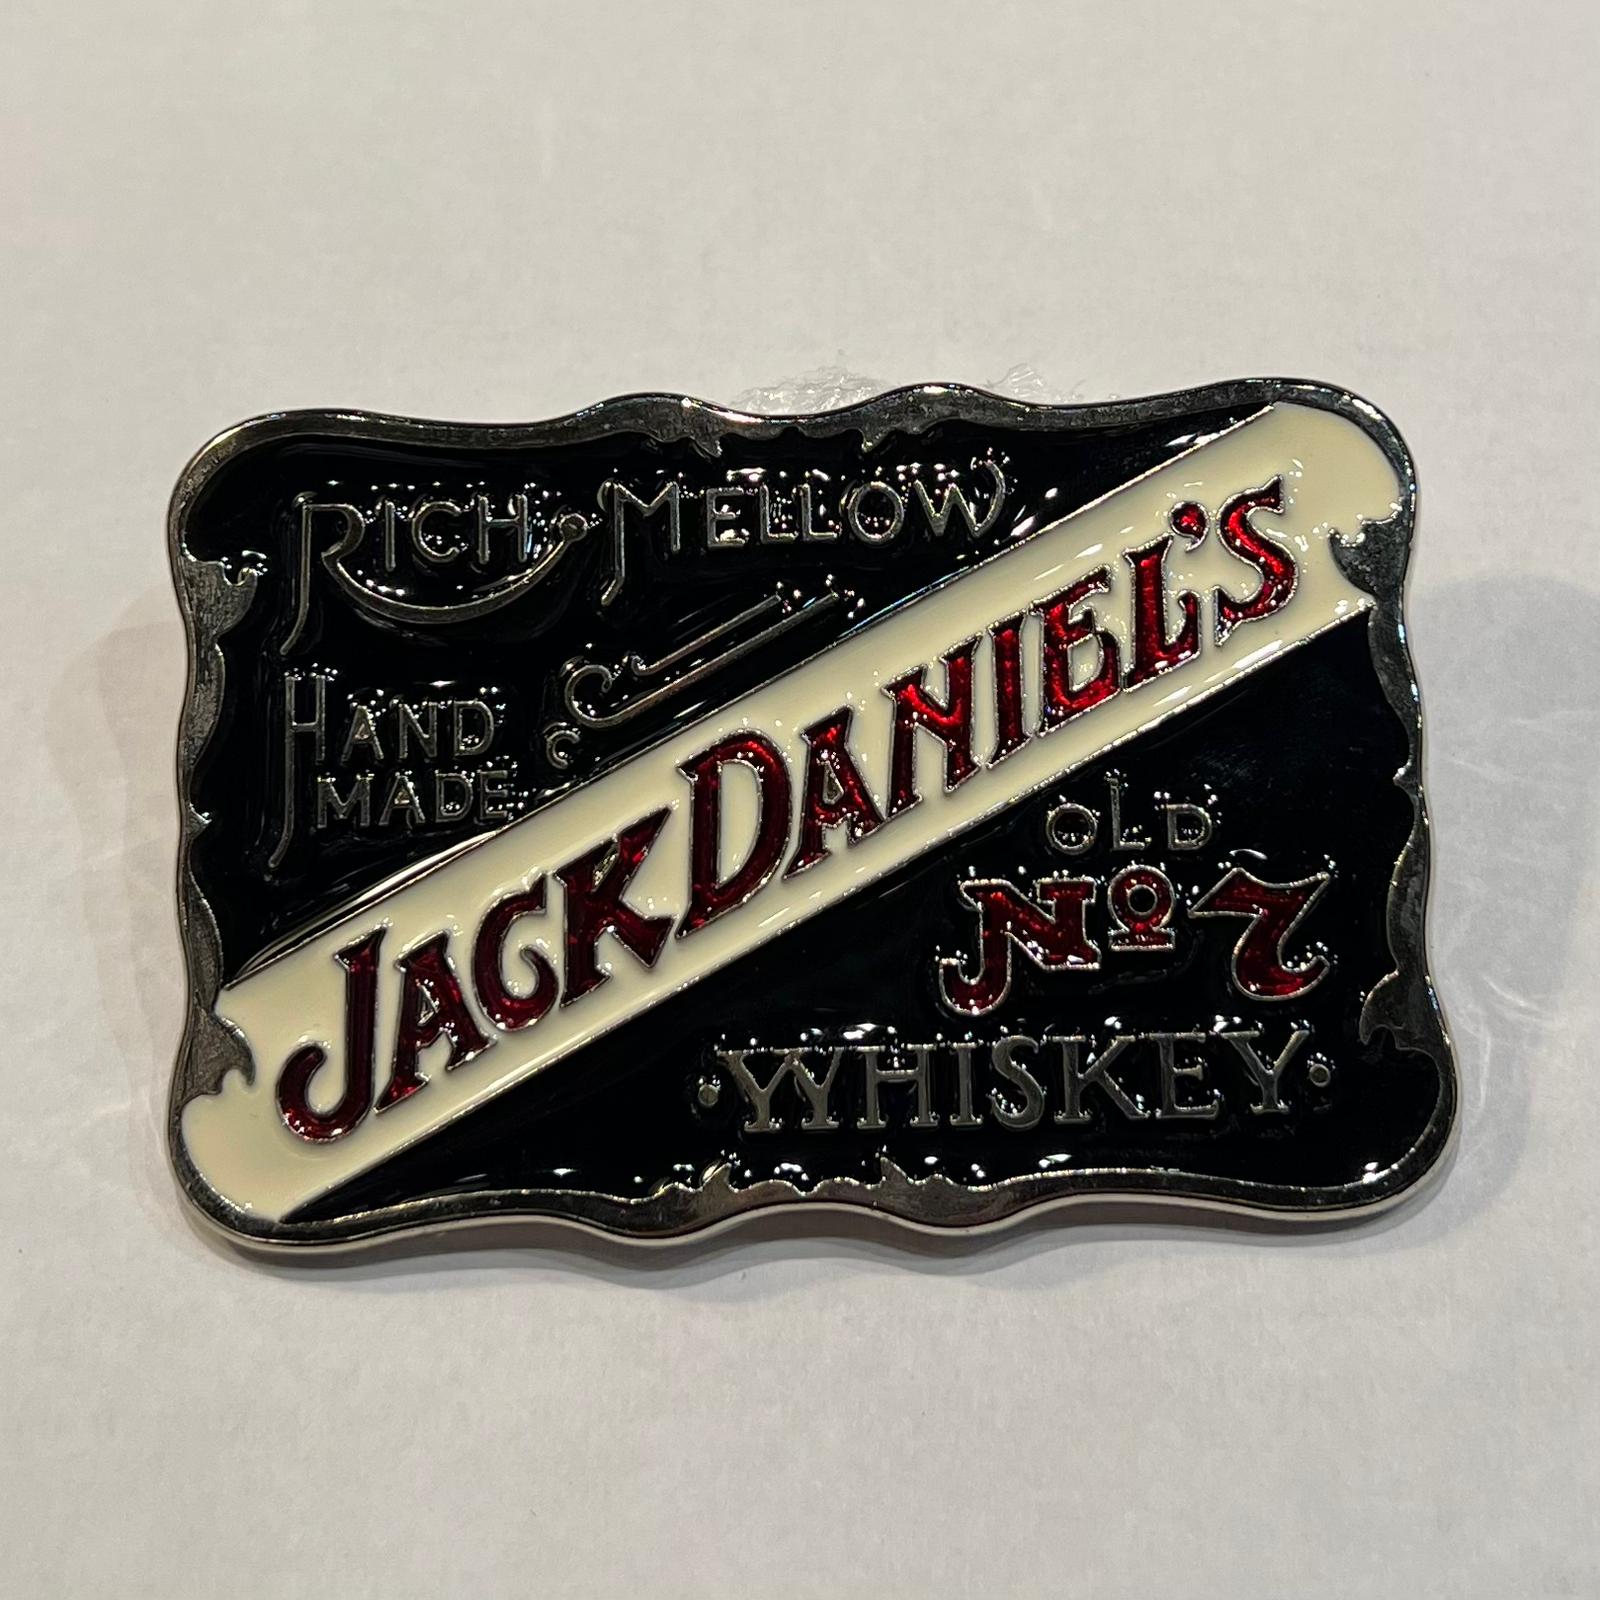 RICH · MELLOW
HAND
MADE
JACK DANIEL'S
OLD
Nº 7
· WHISKEY ·